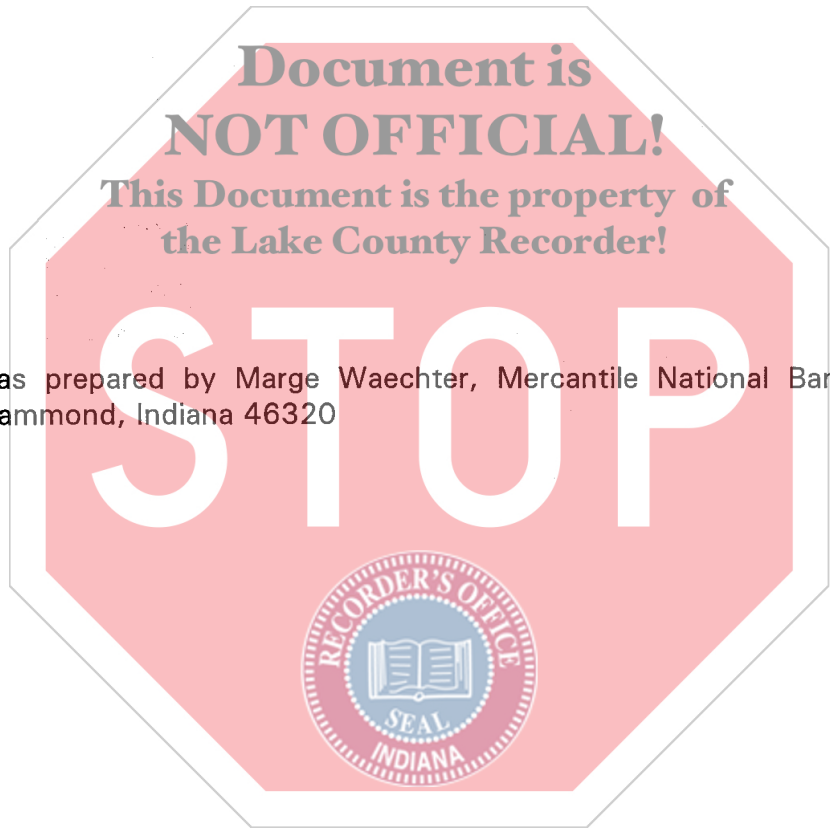 Document is
NOT OFFICIAL!
This Document is the property of
the Lake County Recorder!
STOP
as prepared by Marge Waechter, Mercantile National Bar
ammond, Indiana 46320
RECORDER'S OFFICE
SEAL
INDIANA